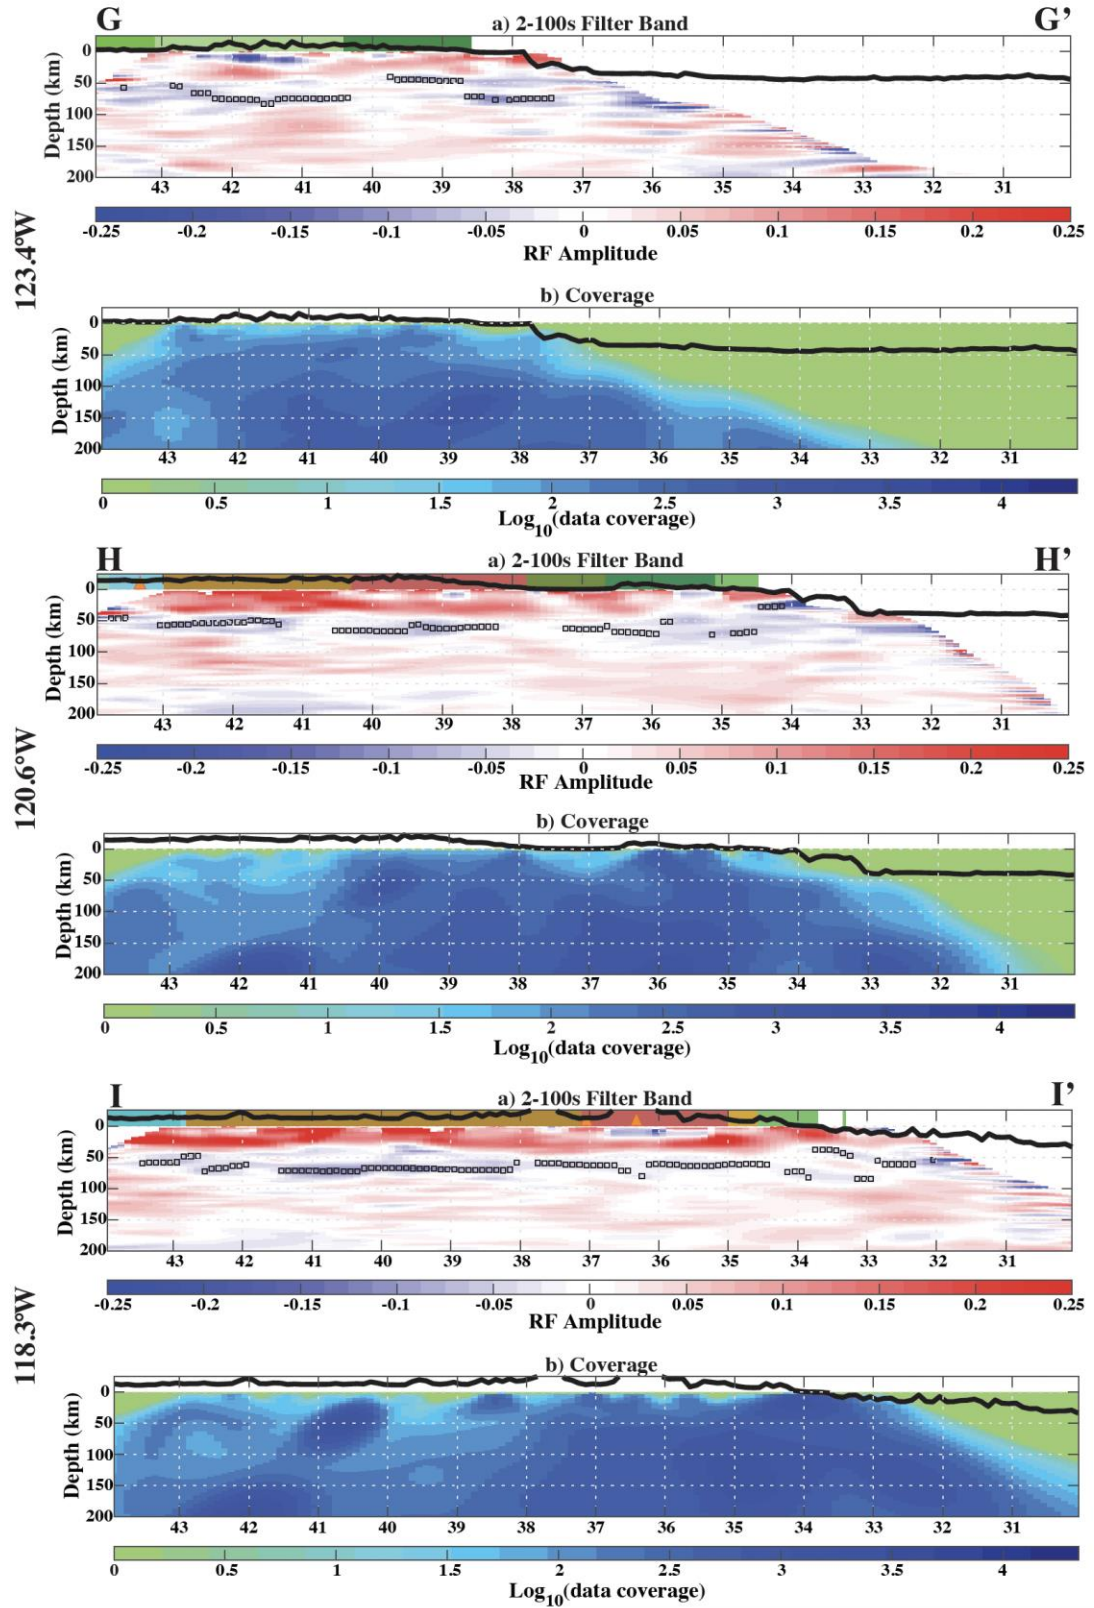 G a) 2-100s Filter Band G’
Depth (km)
0
50
100
150
200
43 42 41 40 39 38 37 36 35 34 33 32 31
-0.25 -0.2 -0.15 -0.1 -0.05 0 0.05 0.1 0.15 0.2 0.25
RF Amplitude
123.4°W
b) Coverage
Depth (km)
0
50
100
150
200
43 42 41 40 39 38 37 36 35 34 33 32 31
0 0.5 1 1.5 2 2.5 3 3.5 4
Log10(data coverage)
H a) 2-100s Filter Band H’
Depth (km)
0
50
100
150
200
43 42 41 40 39 38 37 36 35 34 33 32 31
-0.25 -0.2 -0.15 -0.1 -0.05 0 0.05 0.1 0.15 0.2 0.25
RF Amplitude
120.6°W
b) Coverage
Depth (km)
0
50
100
150
200
43 42 41 40 39 38 37 36 35 34 33 32 31
0 0.5 1 1.5 2 2.5 3 3.5 4
Log10(data coverage)
I a) 2-100s Filter Band I’
Depth (km)
0
50
100
150
200
43 42 41 40 39 38 37 36 35 34 33 32 31
-0.25 -0.2 -0.15 -0.1 -0.05 0 0.05 0.1 0.15 0.2 0.25
RF Amplitude
118.3°W
b) Coverage
Depth (km)
0
50
100
150
200
43 42 41 40 39 38 37 36 35 34 33 32 31
0 0.5 1 1.5 2 2.5 3 3.5 4
Log10(data coverage)